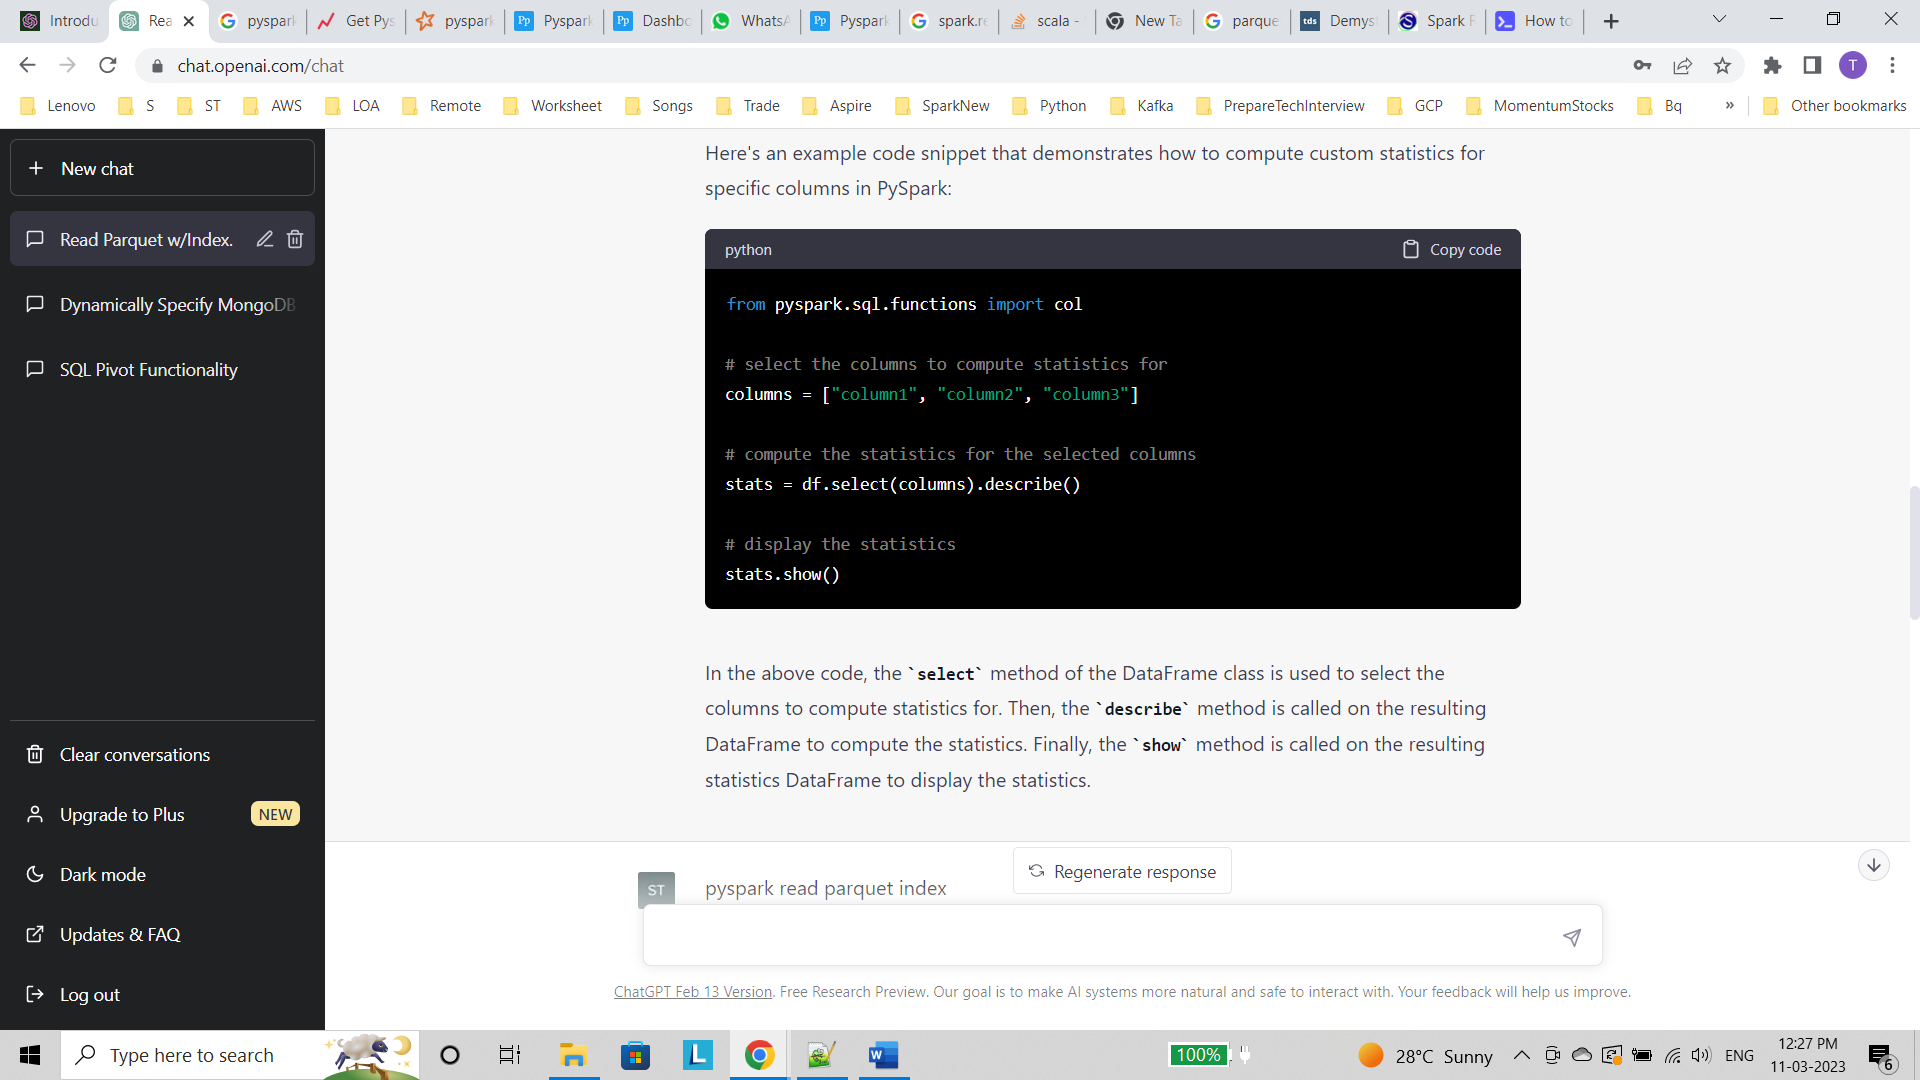 Introdu
Rea
pyspark
Get Pys
pyspark
Pyspark
Dashbo
WhatsA
Pyspark
spark.re
scala -
New Ta
parque
Demyst
Spark P
How to
chat.openai.com/chat
T
Lenovo
S
ST
AWS
LOA
Remote
Worksheet
Songs
Trade
Aspire
SparkNew
Python
Kafka
PrepareTechInterview
GCP
MomentumStocks
Bq
»
Other bookmarks
New chat
Read Parquet w/Index.
Dynamically Specify MongoDB
SQL Pivot Functionality
Clear conversations
Upgrade to Plus
NEW
Dark mode
Updates & FAQ
Log out
Here's an example code snippet that demonstrates how to compute custom statistics for
specific columns in PySpark:
python
Copy code
from pyspark.sql.functions import col
# select the columns to compute statistics for
columns = ["column1", "column2", "column3"]
# compute the statistics for the selected columns
stats = df.select(columns).describe()
# display the statistics
stats.show()
In the above code, the `select` method of the DataFrame class is used to select the
columns to compute statistics for. Then, the `describe` method is called on the resulting
DataFrame to compute the statistics. Finally, the `show` method is called on the resulting
statistics DataFrame to display the statistics.
Regenerate response
ST
pyspark read parquet index
ChatGPT Feb 13 Version. Free Research Preview. Our goal is to make AI systems more natural and safe to interact with. Your feedback will help us improve.
Type here to search
100%
28°C Sunny
ENG
12:27 PM
11-03-2023
6